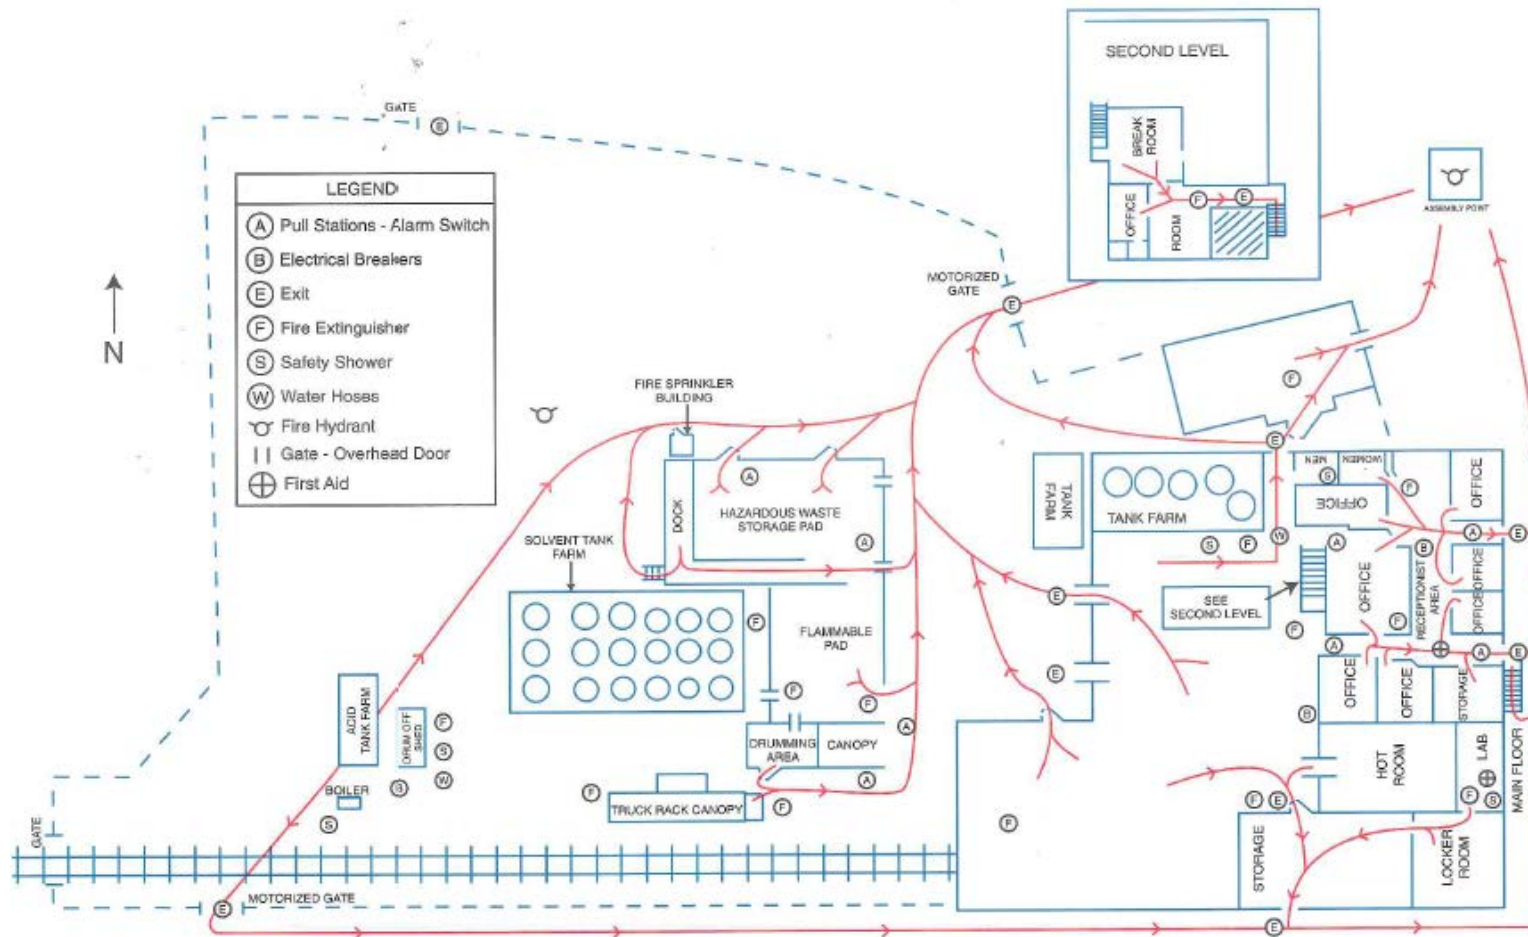 SECOND LEVEL
BREAK
ROOM
OFFICE
ROOM
F
E
GATE
E
LEGEND
A Pull Stations - Alarm Switch
B Electrical Breakers
E Exit
F Fire Extinguisher
S Safety Shower
W Water Hoses
Fire Hydrant
Gate - Overhead Door
First Aid
N
ASSEMBLY POINT
MOTORIZED
GATE
E
F
FIRE SPRINKLER
BUILDING
E
MEN
WOMEN
S
OFFICE
F
OFFICE
TANK
FARM
TANK FARM
A
HAZARDOUS WASTE
STORAGE PAD
DOCK
A
SOLVENT TANK
FARM
S
F
W
A
B
A
E
OFFICE
RECEPTIONIST
AREA
OFFICE
OFFICE
SEE
SECOND LEVEL
E
F
F
F
FLAMMABLE
PAD
A
A
E
E
OFFICE
OFFICE
STORAGE
ACID
TANK FARM
DRUM OFF
SHED
F
S
W
F
F
A
B
DRUMMING
AREA
CANOPY
A
HOT
ROOM
LAB
MAIN FLOOR
BOILER
S
F
TRUCK RACK CANOPY
F
F
E
F
S
F
GATE
STORAGE
LOCKER
ROOM
MOTORIZED GATE
E
E